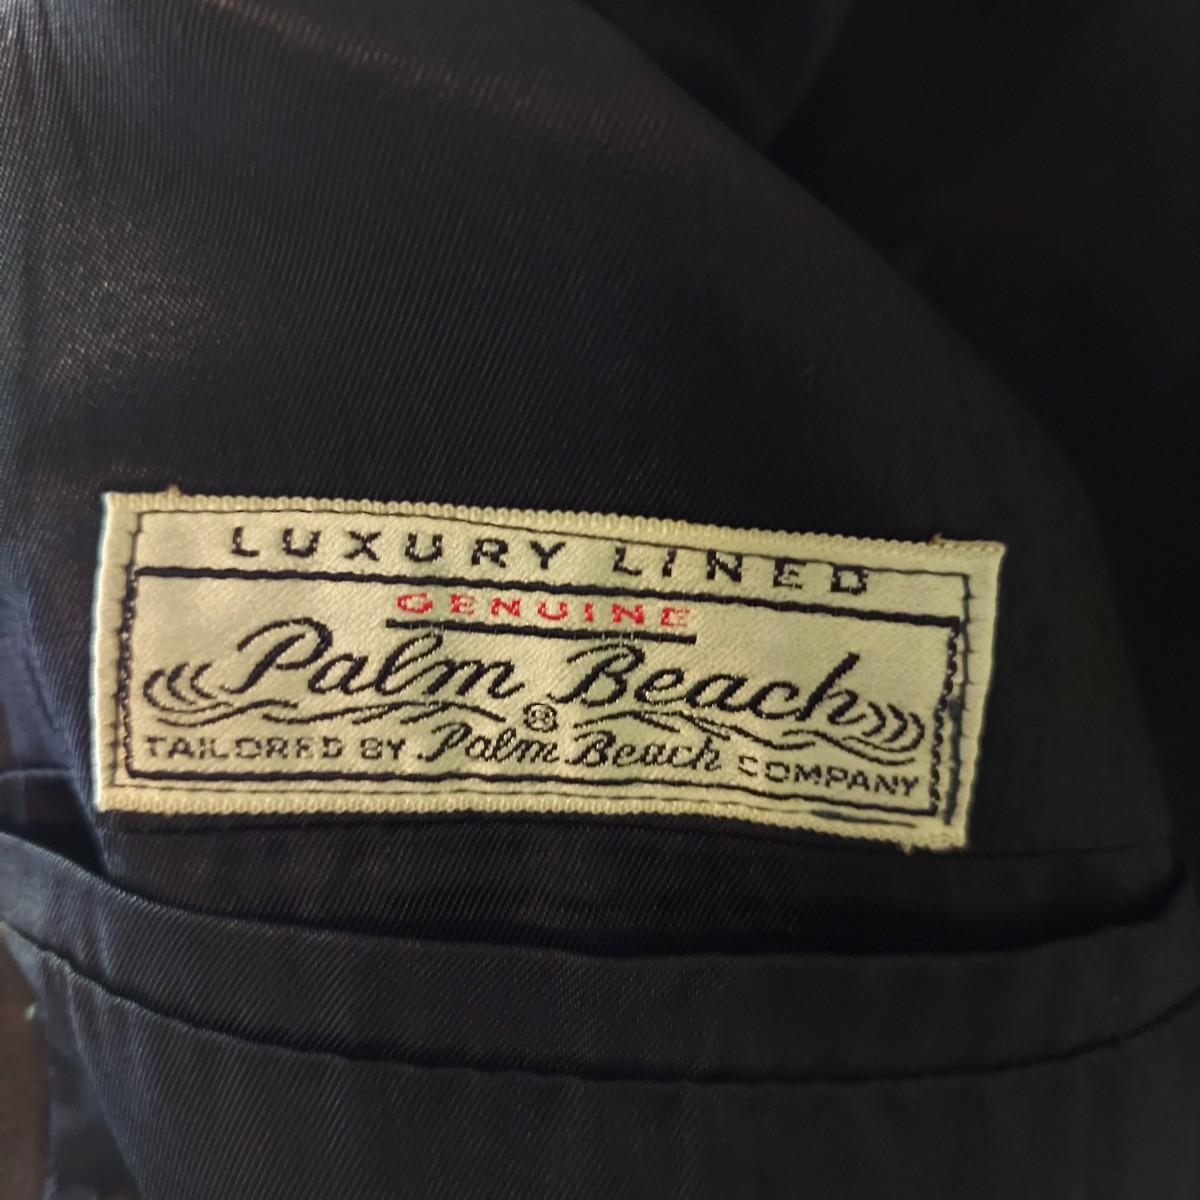 LUXURY LINED
GENUINE
Palm Beach
®
TAILORED BY Palm Beach COMPANY